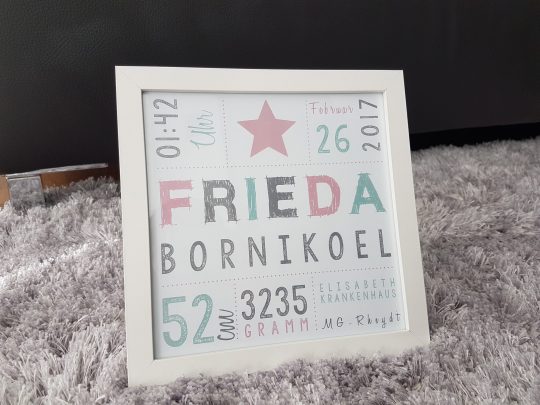 01:42 Uhr
Februar
26
2017
FRIEDA
BORNIKOEL
52 cm
3235
GRAMM
ELISABETH
KRANKENHAUS
MG-Rheydt